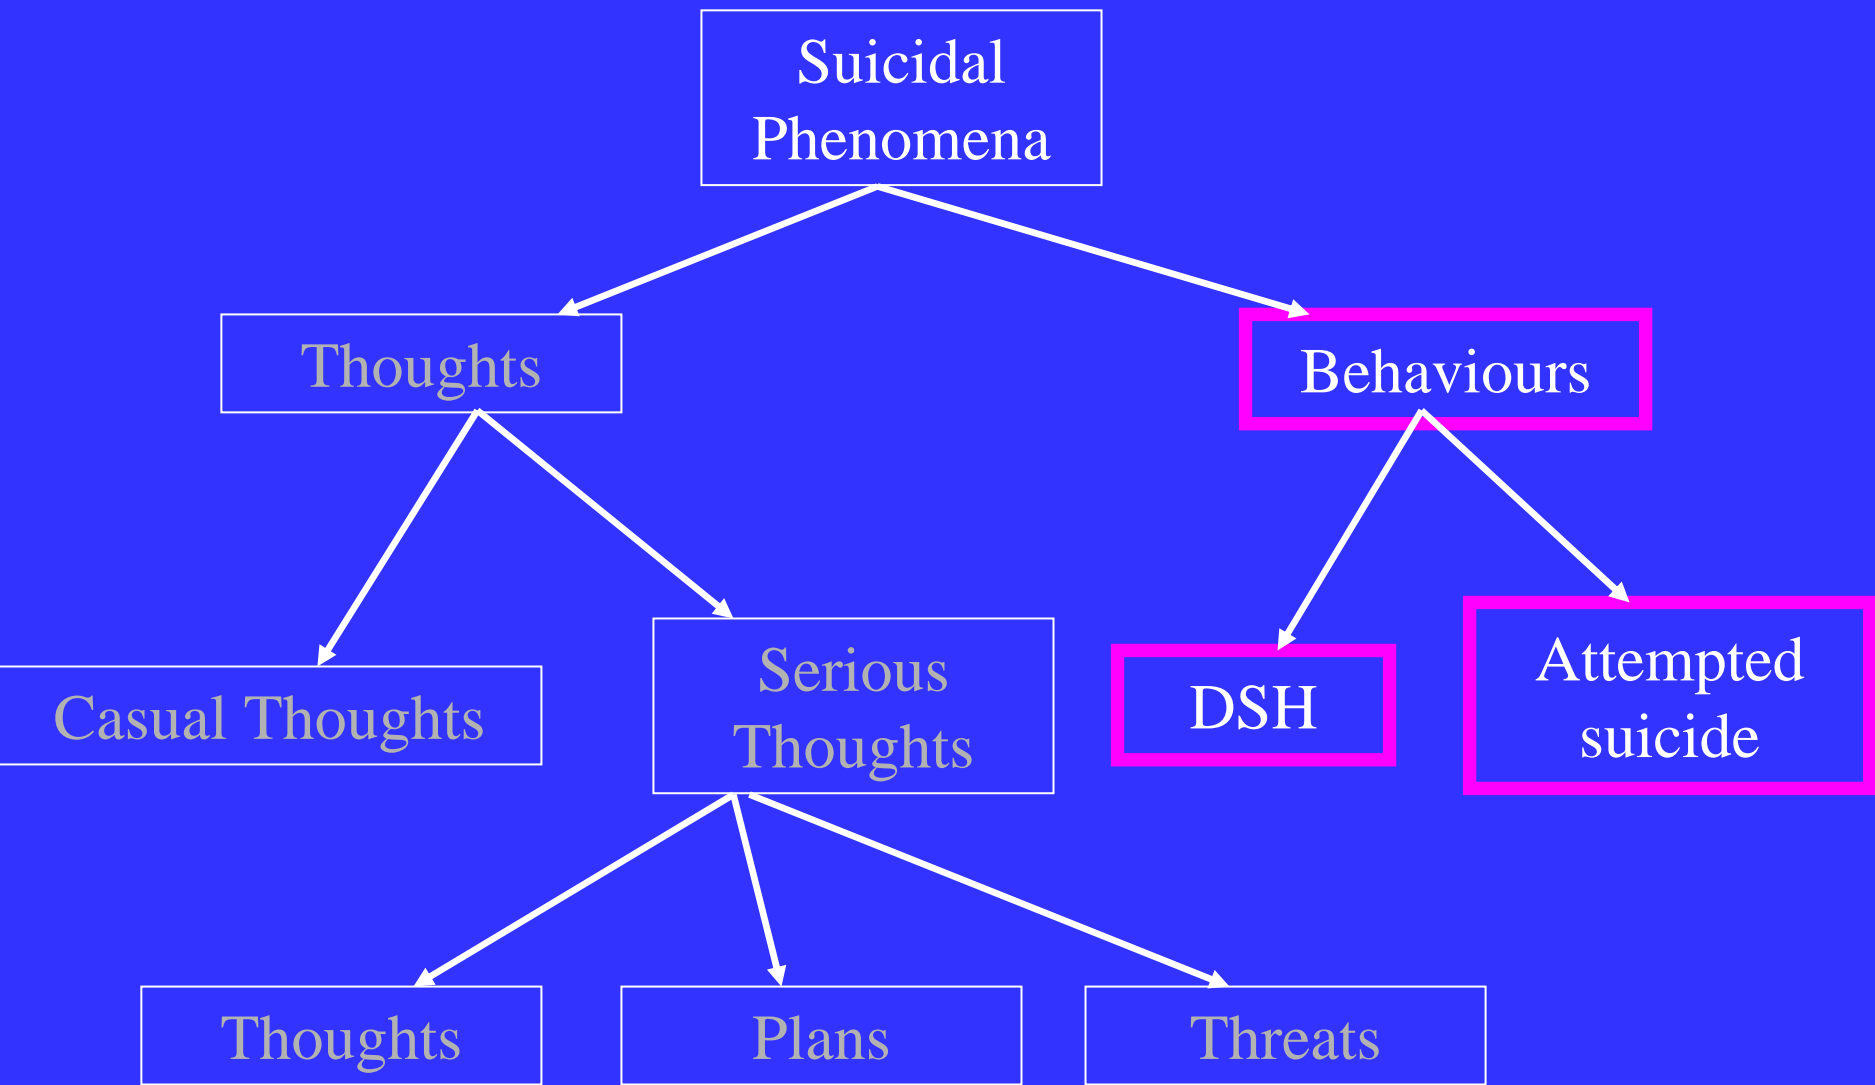 Suicidal
Phenomena
Thoughts
Behaviours
Casual Thoughts
Serious
Thoughts
DSH
Attempted
suicide
Thoughts
Plans
Threats